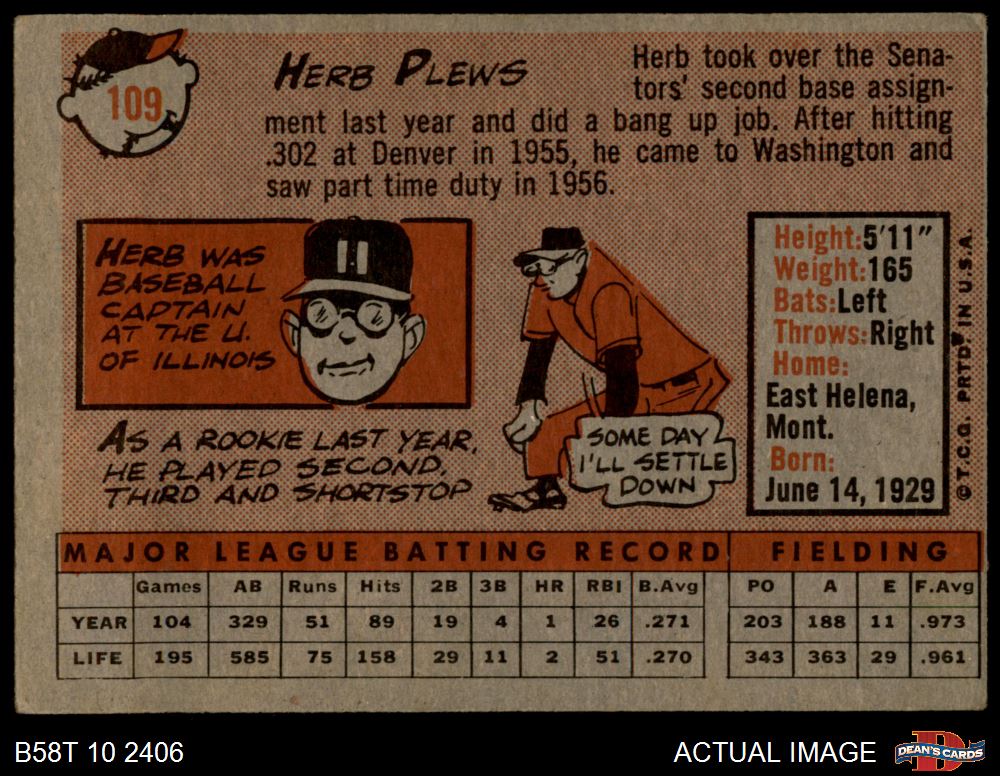 109
HERB PLEWS
Herb took over the Sena-
tors' second base assign-
ment last year and did a bang up job. After hitting
.302 at Denver in 1955, he came to Washington and
saw part time duty in 1956.
HERB WAS
BASEBALL
CAPTAIN
AT THE U.
OF ILLINOIS
AS A ROOKIE LAST YEAR,
HE PLAYED SECOND,
THIRD AND SHORTSTOP
SOME DAY
I'LL SETTLE
DOWN
Height: 5'11"
Weight: 165
Bats: Left
Throws: Right
Home:
East Helena,
Mont.
Born:
June 14, 1929
© T.C.G. PRTD. IN U.S.A.
MAJOR LEAGUE BATTING RECORD FIELDING
Games AB Runs Hits 2B 3B HR RBI B.Avg PO A E F.Avg
YEAR 104 329 51 89 19 4 1 26 .271 203 188 11 .973
LIFE 195 585 75 158 29 11 2 51 .270 343 363 29 .961
B58T 10 2406 ACTUAL IMAGE DEAN'S CARDS